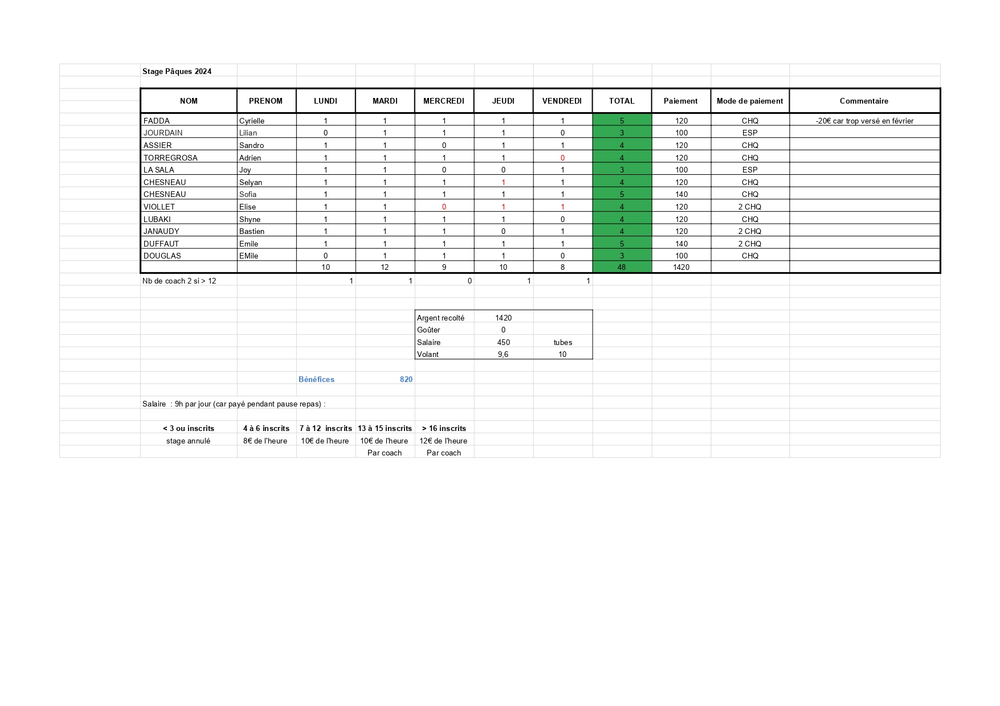 Stage Pâques 2024
NOM PRENOM LUNDI MARDI MERCREDI JEUDI VENDREDI TOTAL Paiement Mode de paiement Commentaire
FADDA Cyrielle 1 1 1 1 1 5 120 CHQ -20€ car trop versé en février
JOURDAIN Lilian 0 1 1 1 0 3 100 ESP
ASSIER Sandro 1 1 0 1 1 4 120 CHQ
TORREGROSA Adrien 1 1 1 1 0 4 120 CHQ
LA SALA Joy 1 1 0 0 1 3 100 ESP
CHESNEAU Selyan 1 1 1 1 1 4 120 CHQ
CHESNEAU Sofia 1 1 1 1 1 5 140 CHQ
VIOLLET Elise 1 1 0 1 1 4 120 2 CHQ
LUBAKI Shyne 1 1 1 1 0 4 120 CHQ
JANAUDY Bastien 1 1 1 0 1 4 120 2 CHQ
DUFFAUT Emile 1 1 1 1 1 5 140 2 CHQ
DOUGLAS EMile 0 1 1 1 0 3 100 CHQ
10 12 9 10 8 48 1420
Nb de coach 2 si > 12 1 1 0 1 1
Argent recolté 1420
Goûter 0
Salaire 450 tubes
Volant 9,6 10
Bénéfices 820
Salaire : 9h par jour (car payé pendant pause repas) :
< 3 ou inscrits 4 à 6 inscrits 7 à 12 inscrits 13 à 15 inscrits > 16 inscrits
stage annulé 8€ de l'heure 10€ de l'heure 10€ de l'heure 12€ de l'heure
Par coach Par coach